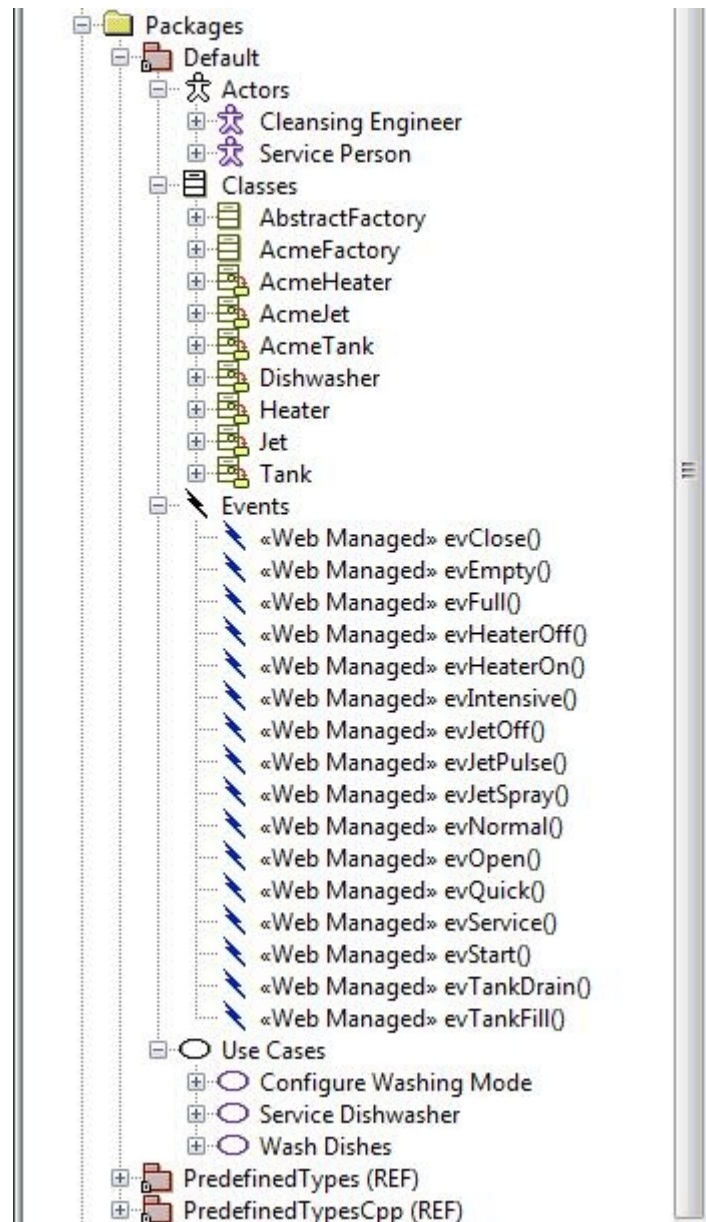 Packages
Default
Actors
Cleansing Engineer
Service Person
Classes
AbstractFactory
AcmeFactory
AcmeHeater
AcmeJet
AcmeTank
Dishwasher
Heater
Jet
Tank
Events
«Web Managed» evClose()
«Web Managed» evEmpty()
«Web Managed» evFull()
«Web Managed» evHeaterOff()
«Web Managed» evHeaterOn()
«Web Managed» evIntensive()
«Web Managed» evJetOff()
«Web Managed» evJetPulse()
«Web Managed» evJetSpray()
«Web Managed» evNormal()
«Web Managed» evOpen()
«Web Managed» evQuick()
«Web Managed» evService()
«Web Managed» evStart()
«Web Managed» evTankDrain()
«Web Managed» evTankFill()
Use Cases
Configure Washing Mode
Service Dishwasher
Wash Dishes
PredefinedTypes (REF)
PredefinedTypesCpp (REF)